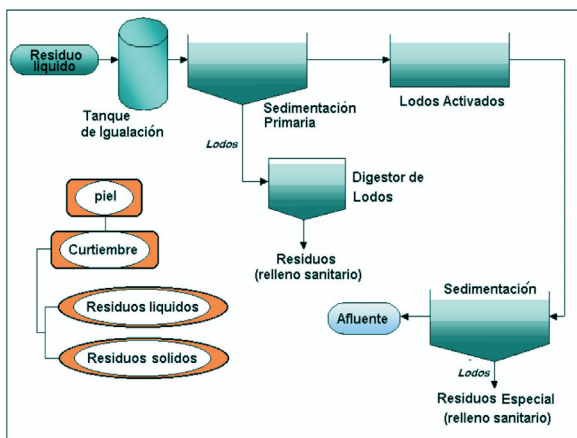 Residuo
líquido
Tanque
de Igualación
Sedimentación
Primaria
Lodos Activados
Lodos
Digestor de
Lodos
Residuos
(relleno sanitario)
piel
Curtiembre
Residuos liquidos
Residuos solidos
Sedimentación
Afluente
Lodos
Residuos Especial
(relleno sanitario)